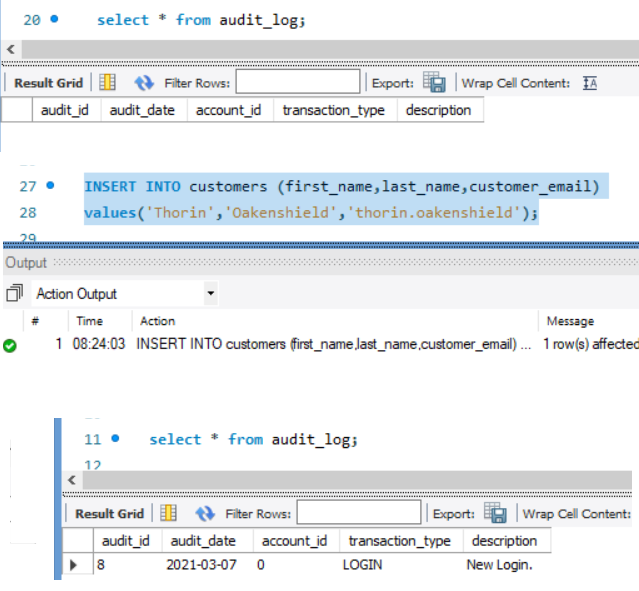 20 select * from audit_log;
Result Grid Filter Rows: Export: Wrap Cell Content:
audit_id audit_date account_id transaction_type description
27 INSERT INTO customers (first_name,last_name,customer_email)
28 values('Thorin','Oakenshield','thorin.oakenshield');
29
Output
Action Output
# Time Action Message
1 08:24:03 INSERT INTO customers (first_name,last_name,customer_email) ... 1 row(s) affected
11 select * from audit_log;
12
Result Grid Filter Rows: Export: Wrap Cell Content:
audit_id audit_date account_id transaction_type description
8 2021-03-07 0 LOGIN New Login.